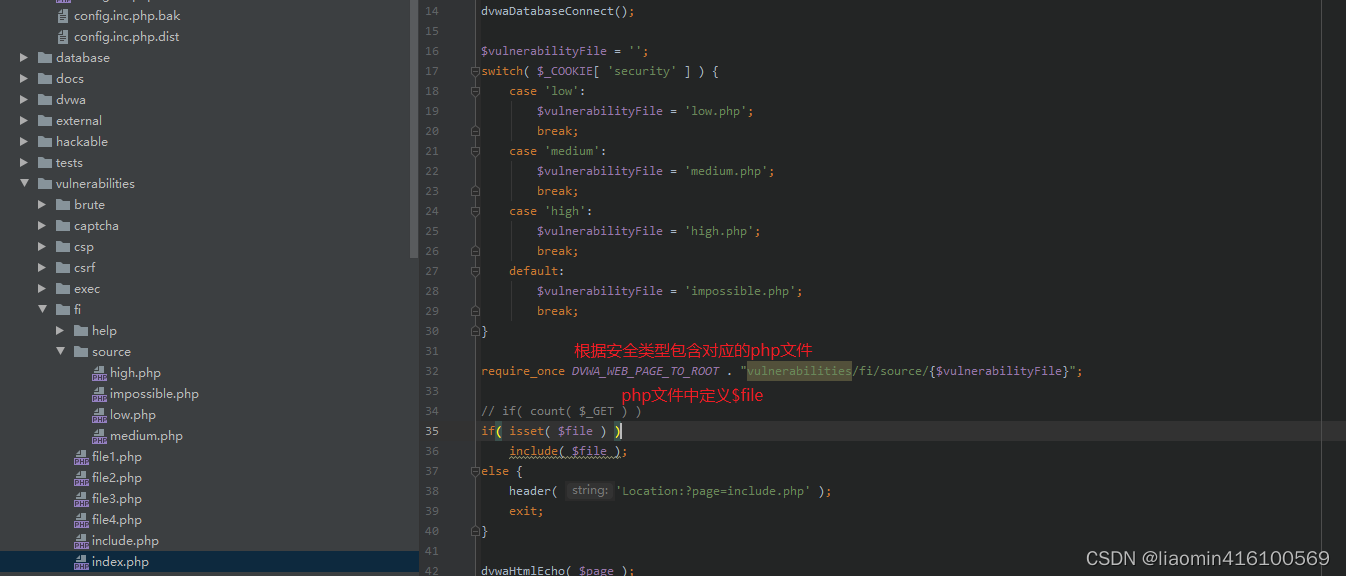 config.inc.php.bak
config.inc.php.dist
database
docs
dvwa
external
hackable
tests
vulnerabilities
brute
captcha
csp
csrf
exec
fi
help
source
high.php
impossible.php
low.php
medium.php
file1.php
file2.php
file3.php
file4.php
include.php
index.php
14 dvwaDatabaseConnect();
15
16 $vulnerabilityFile = '';
17 switch( $_COOKIE[ 'security' ] ) {
18 case 'low':
19 $vulnerabilityFile = 'low.php';
20 break;
21 case 'medium':
22 $vulnerabilityFile = 'medium.php';
23 break;
24 case 'high':
25 $vulnerabilityFile = 'high.php';
26 break;
27 default:
28 $vulnerabilityFile = 'impossible.php';
29 break;
30 }
31 根据安全类型包含对应的php文件
32 require_once DVWA_WEB_PAGE_TO_ROOT . "vulnerabilities/fi/source/{$vulnerabilityFile}";
33 php文件中定义$file
34 // if( count( $_GET ) )
35 if( isset( $file ) )
36 include( $file );
37 else {
38 header( string: 'Location:?page=include.php' );
39 exit;
40 }
41
42 dvwaHtmlEcho( $page );
CSDN @liaomin416100569